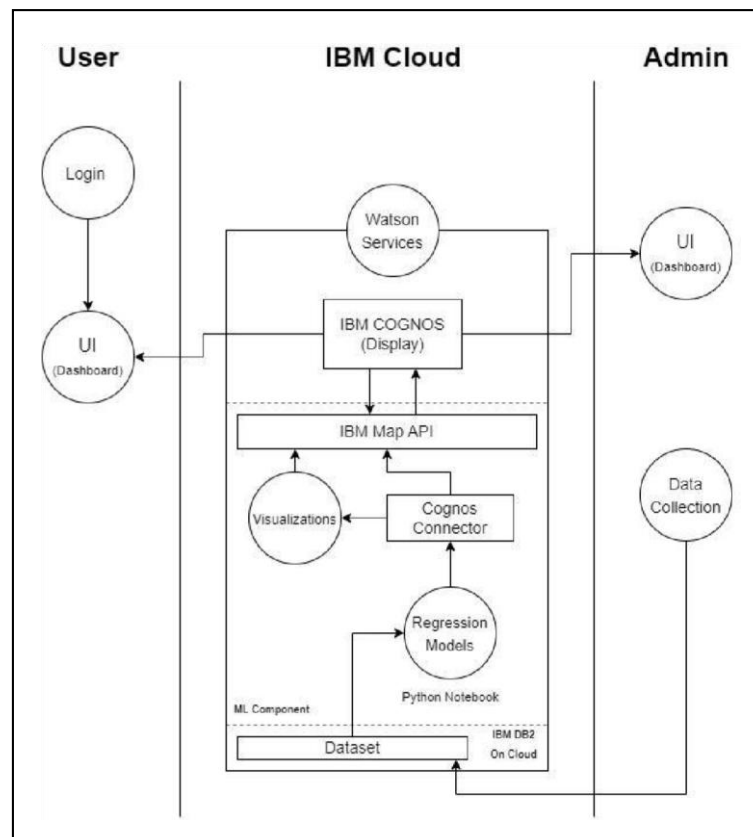 User
IBM Cloud
Admin
Login
Watson
Services
UI
(Dashboard)
IBM COGNOS
(Display)
UI
(Dashboard)
IBM Map API
Visualizations
Cognos
Connector
Data
Collection
Regression
Models
Python Notebook
ML Component
Dataset
IBM DB2
On Cloud